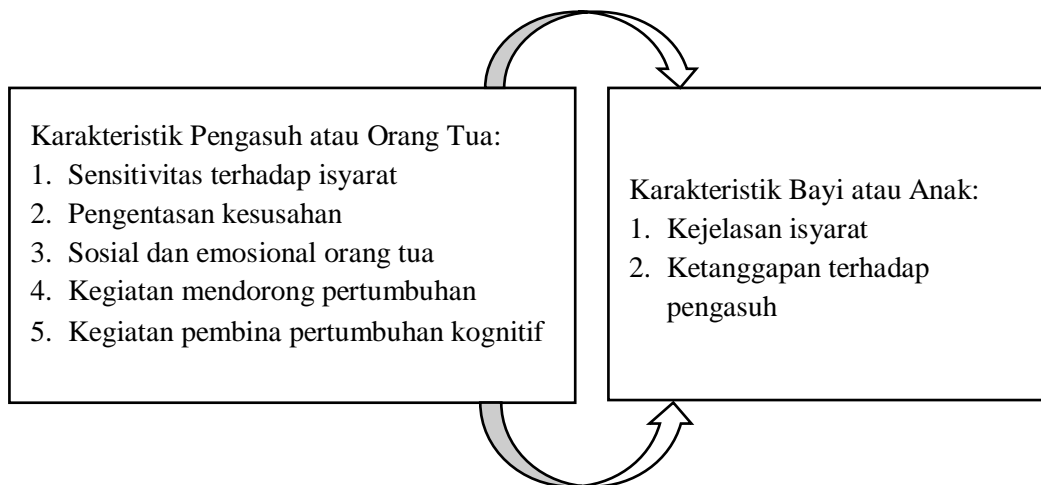 Karakteristik Pengasuh atau Orang Tua:
1. Sensitivitas terhadap isyarat
2. Pengentasan kesusahan
3. Sosial dan emosional orang tua
4. Kegiatan mendorong pertumbuhan
5. Kegiatan pembina pertumbuhan kognitif
Karakteristik Bayi atau Anak:
1. Kejelasan isyarat
2. Ketanggapan terhadap
pengasuh